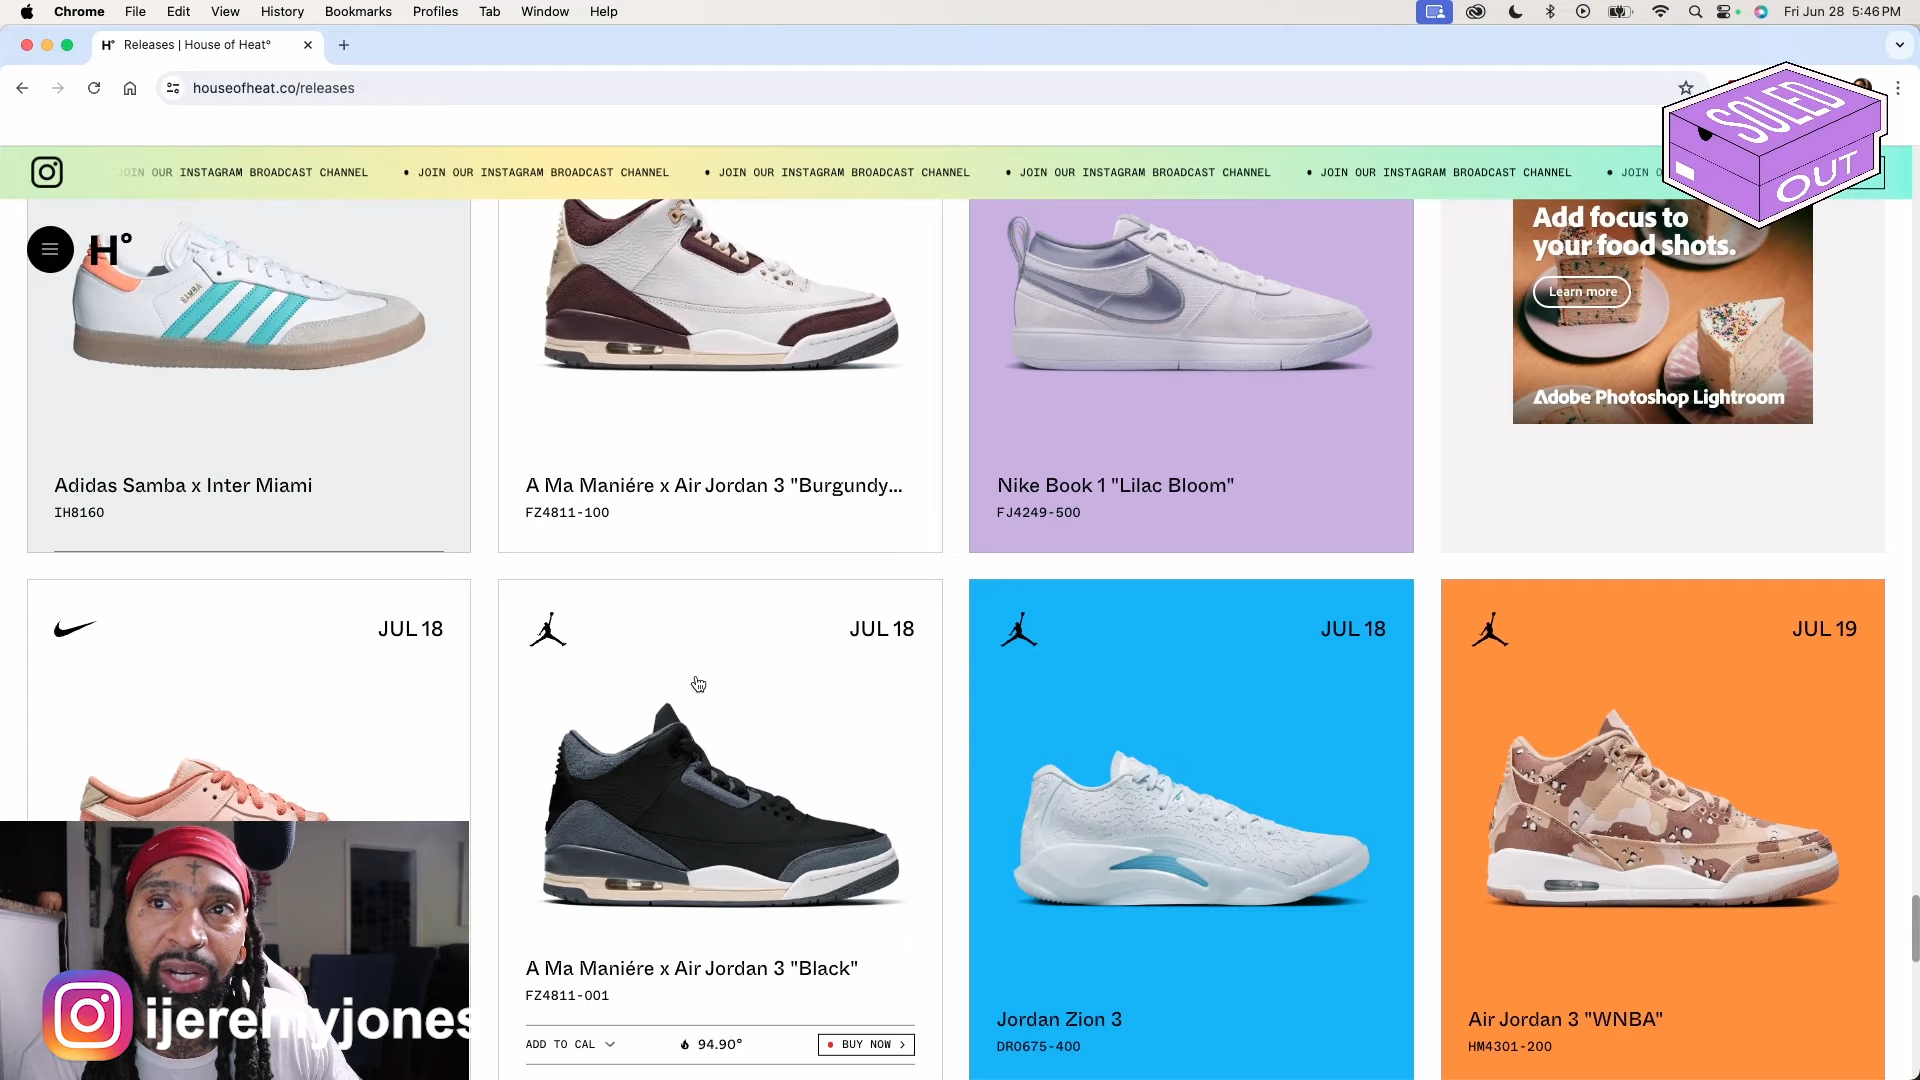 Chrome File Edit View History Bookmarks Profiles Tab Window Help
Fri Jun 28 5:46 PM
H° Releases | House of Heat°
houseofheat.co/releases
SOLED
OUT
JOIN OUR INSTAGRAM BROADCAST CHANNEL • JOIN OUR INSTAGRAM BROADCAST CHANNEL • JOIN OUR INSTAGRAM BROADCAST CHANNEL • JOIN OUR INSTAGRAM BROADCAST CHANNEL • JOIN OUR INSTAGRAM BROADCAST CHANNEL • JOIN O
H°
SAMBA
Add focus to
your food shots.
Learn more
Adobe Photoshop Lightroom
Adidas Samba x Inter Miami
IH8160
A Ma Maniére x Air Jordan 3 "Burgundy...
FZ4811-100
Nike Book 1 "Lilac Bloom"
FJ4249-500
JUL 18
JUL 18
JUL 18
JUL 19
A Ma Maniére x Air Jordan 3 "Black"
FZ4811-001
ADD TO CAL 94.90° BUY NOW >
Jordan Zion 3
DR0675-400
Air Jordan 3 "WNBA"
HM4301-200
ijeremyjones